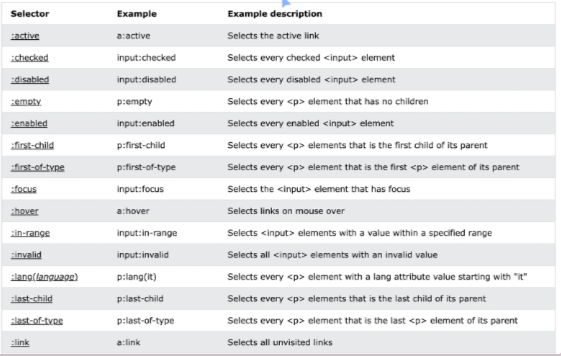 Selector Example Example description
:active a:active Selects the active link
:checked input:checked Selects every checked <input> element
:disabled input:disabled Selects every disabled <input> element
:empty p:empty Selects every <p> element that has no children
:enabled input:enabled Selects every enabled <input> element
:first-child p:first-child Selects every <p> elements that is the first child of its parent
:first-of-type p:first-of-type Selects every <p> element that is the first <p> element of its parent
:focus input:focus Selects the <input> element that has focus
:hover a:hover Selects links on mouse over
:in-range input:in-range Selects <input> elements with a value within a specified range
:invalid input:invalid Selects all <input> elements with an invalid value
:lang(language) p:lang(it) Selects every <p> element with a lang attribute value starting with "it"
:last-child p:last-child Selects every <p> elements that is the last child of its parent
:last-of-type p:last-of-type Selects every <p> element that is the last <p> element of its parent
:link a:link Selects all unvisited links